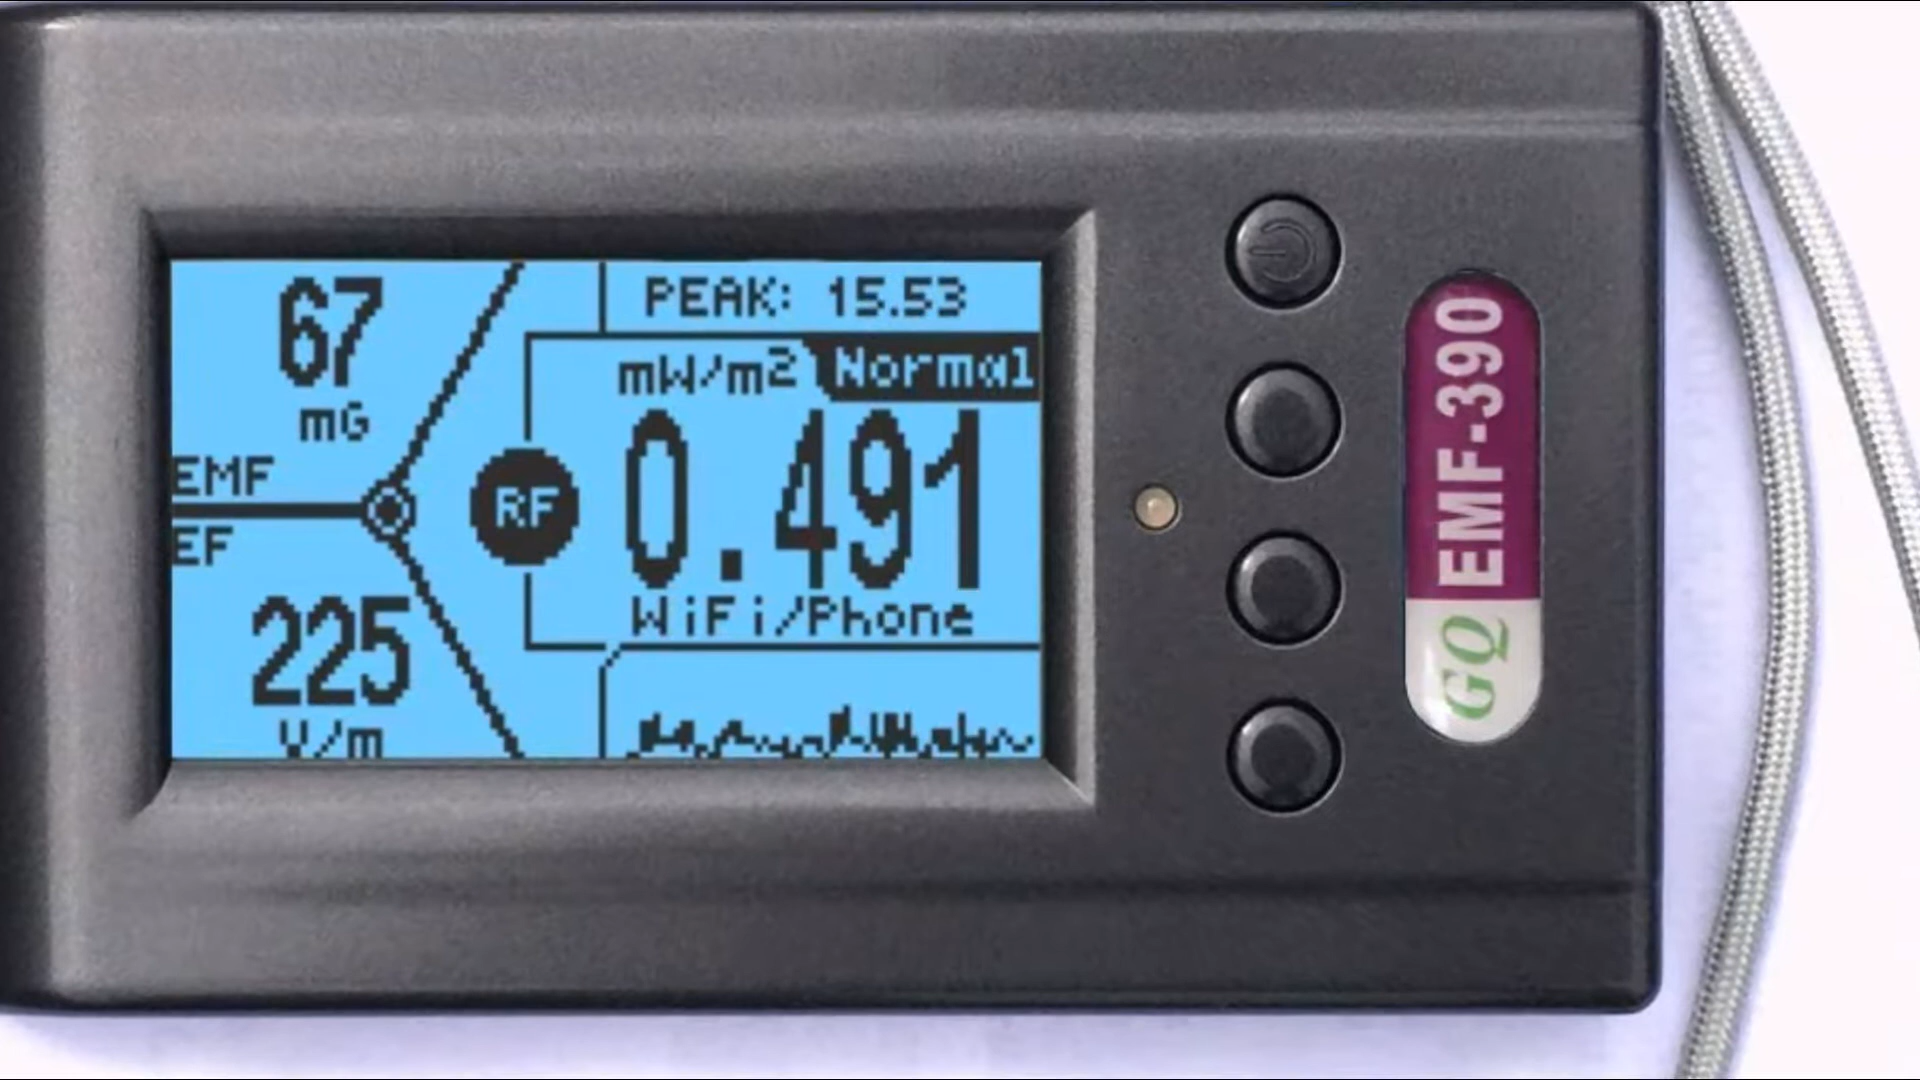 67
mG
EMF
EF
225
V/m
PEAK: 15.53
mW/m2 Normal
RF
0.491
WiFi/Phone
GQ EMF-390